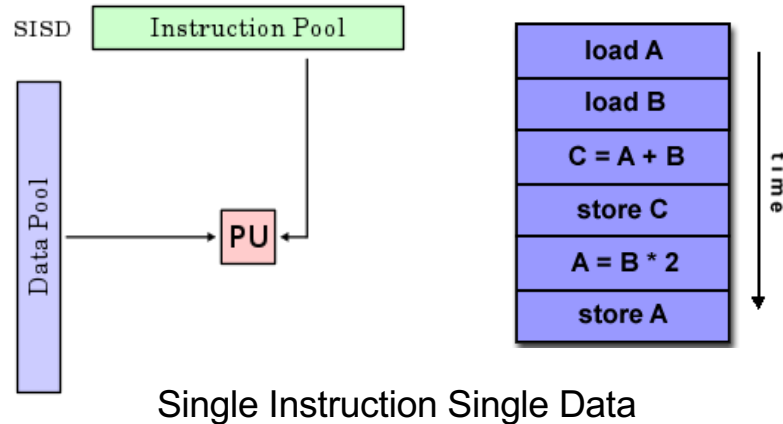 SISD
Instruction Pool
Data Pool
PU
load A
load B
C = A + B
store C
A = B * 2
store A
time
Single Instruction Single Data